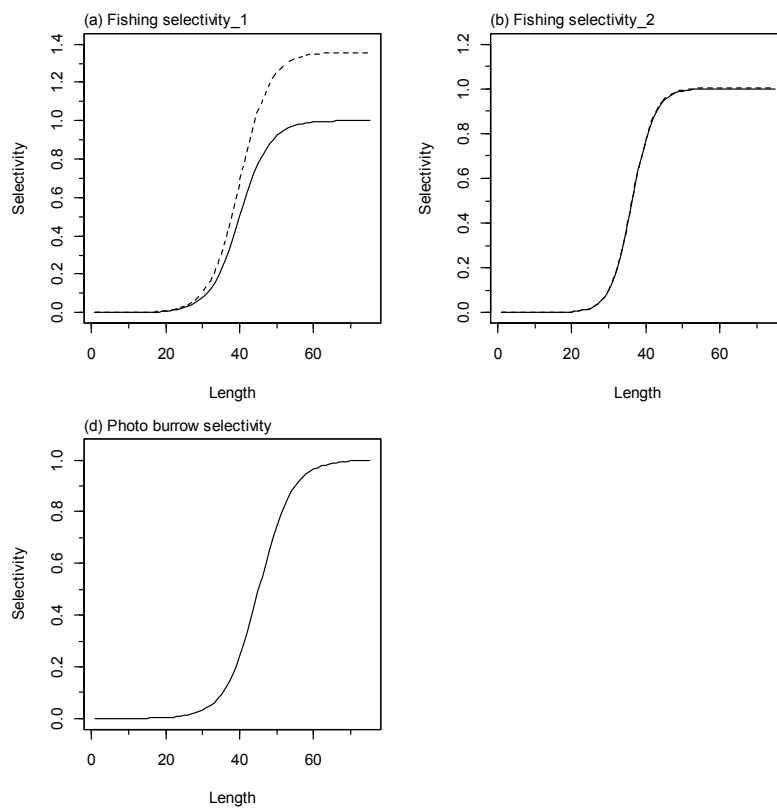 (a) Fishing selectivity_1
Selectivity
0.0 0.2 0.4 0.6 0.8 1.0 1.2 1.4
0 20 40 60
Length
(b) Fishing selectivity_2
Selectivity
0.0 0.2 0.4 0.6 0.8 1.0 1.2
0 20 40 60
Length
(d) Photo burrow selectivity
Selectivity
0.0 0.2 0.4 0.6 0.8 1.0
0 20 40 60
Length